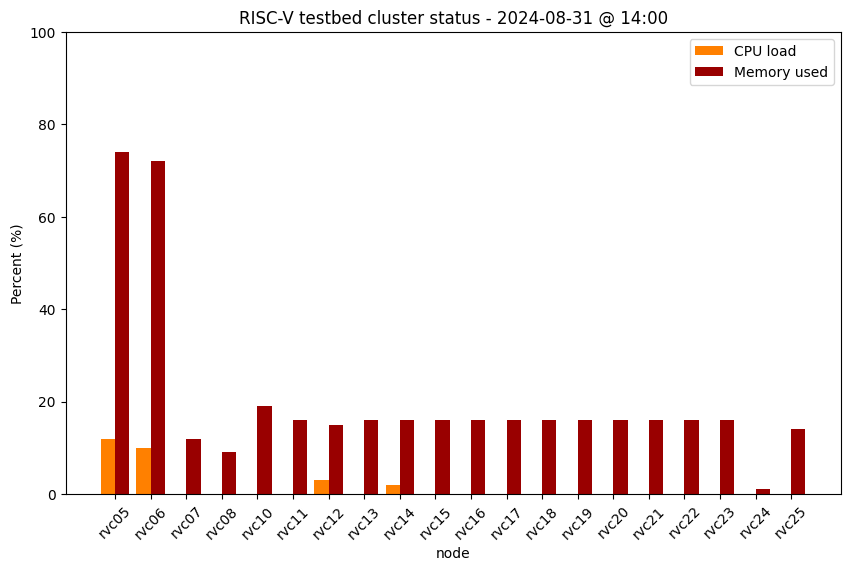 RISC-V testbed cluster status - 2024-08-31 @ 14:00
CPU load
Memory used
Percent (%)
100
80
60
40
20
0
rvc05 rvc06 rvc07 rvc08 rvc10 rvc11 rvc12 rvc13 rvc14 rvc15 rvc16 rvc17 rvc18 rvc19 rvc20 rvc21 rvc22 rvc23 rvc24 rvc25
node